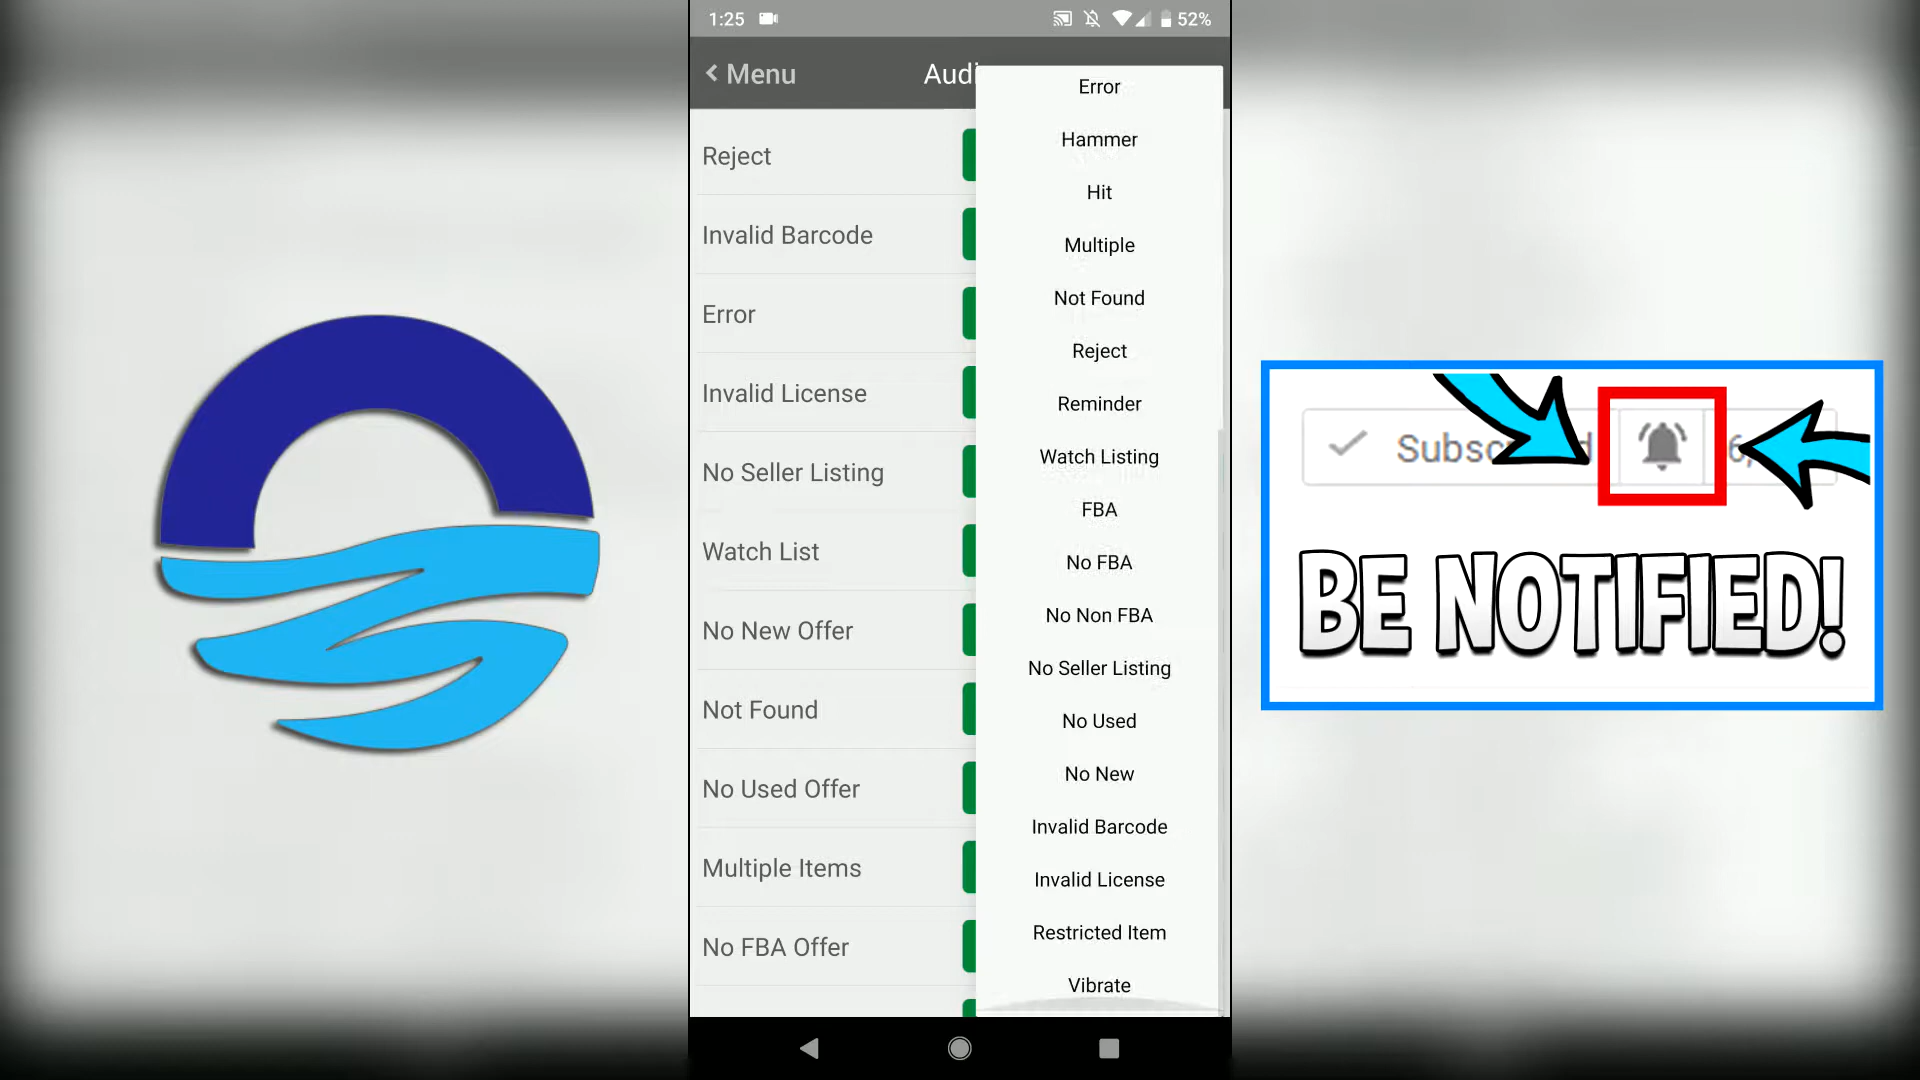 1:25
52%
Menu
Audi
Reject
Invalid Barcode
Error
Invalid License
No Seller Listing
Watch List
No New Offer
Not Found
No Used Offer
Multiple Items
No FBA Offer
Error
Hammer
Hit
Multiple
Not Found
Reject
Reminder
Watch Listing
FBA
No FBA
No Non FBA
No Seller Listing
No Used
No New
Invalid Barcode
Invalid License
Restricted Item
Vibrate
BE NOTIFIED!